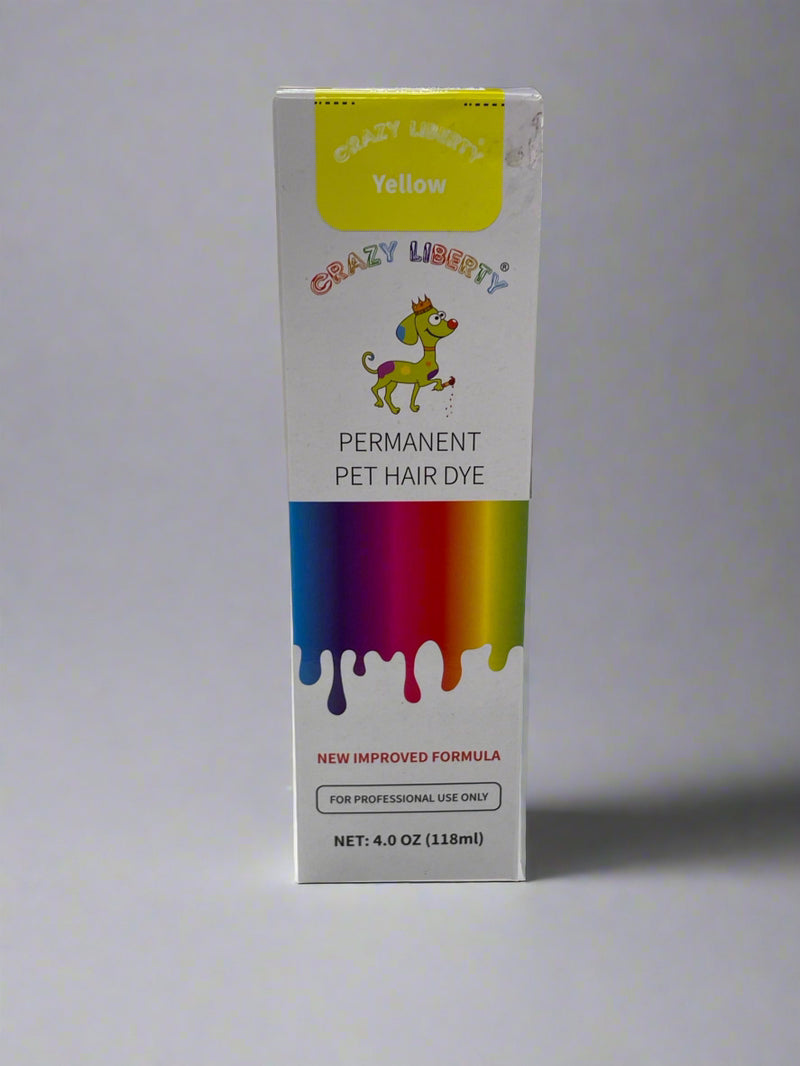 CRAZY LIBERTY®
Yellow
CRAZY LIBERTY®
PERMANENT
PET HAIR DYE
NEW IMPROVED FORMULA
FOR PROFESSIONAL USE ONLY
NET: 4.0 OZ (118ml)